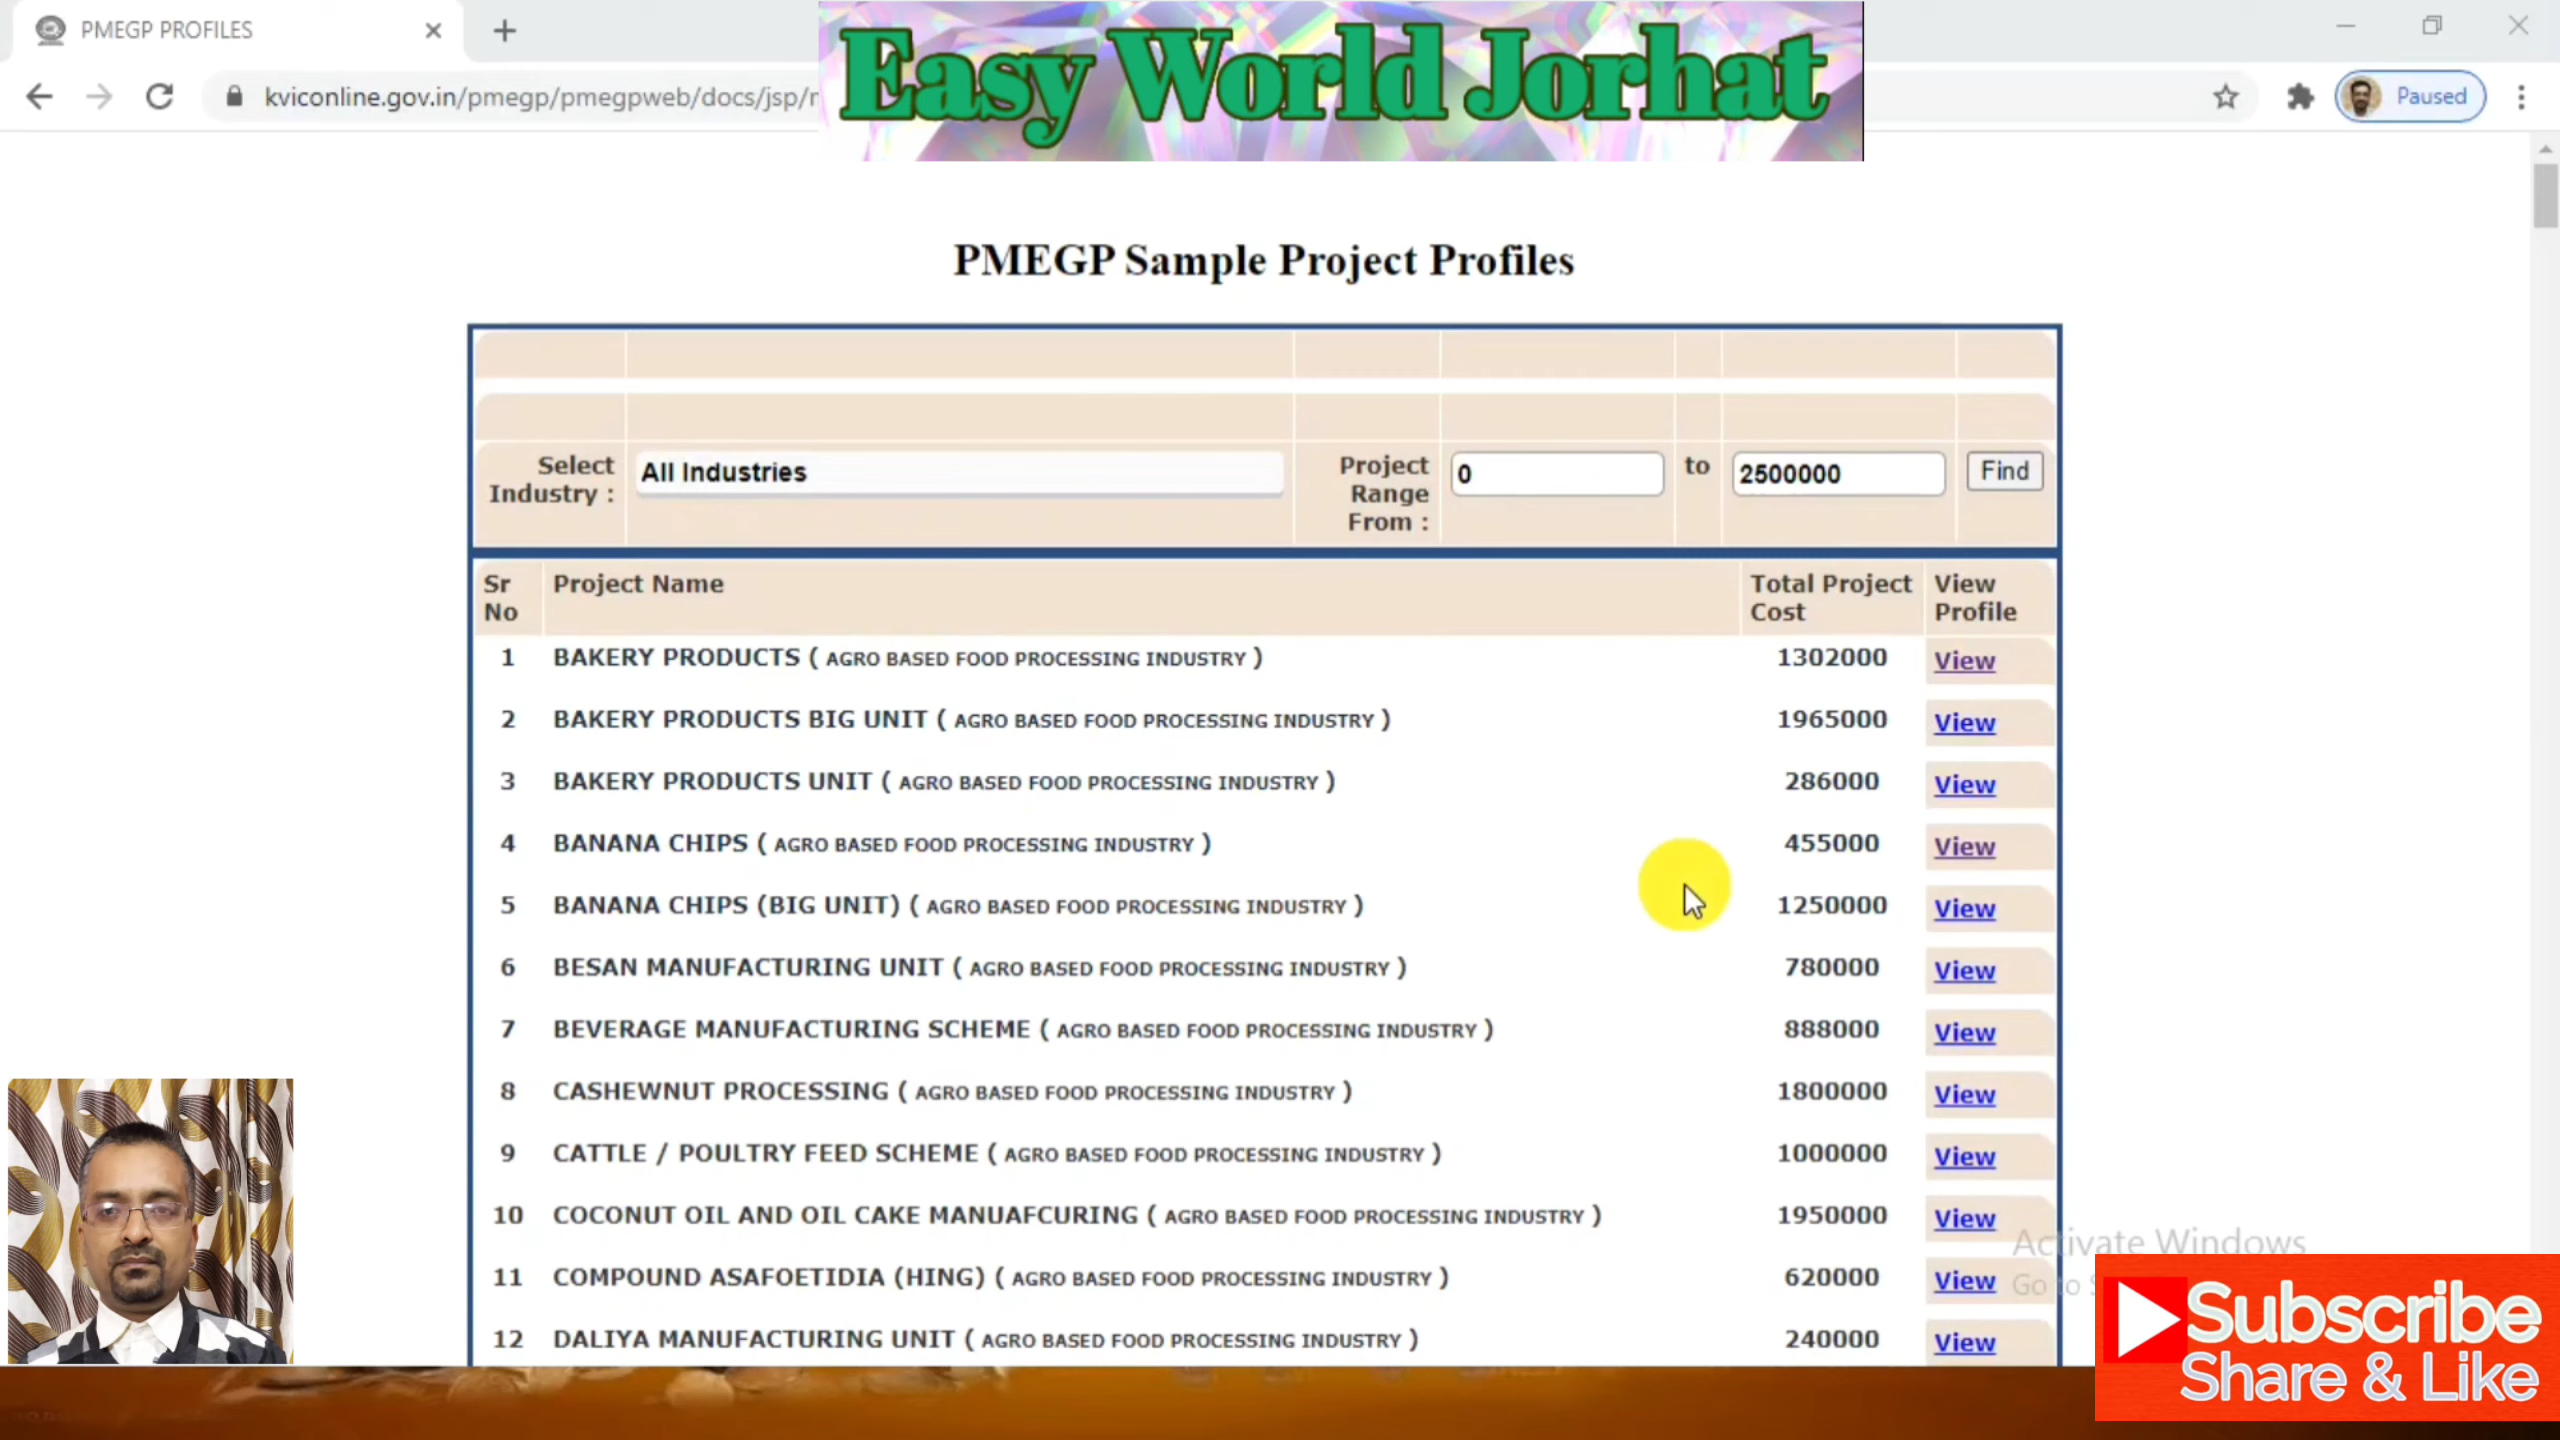 PMEGP PROFILES
Easy World Jorhat
kviconline.gov.in/pmegp/pmegpweb/docs/jsp/
Paused
PMEGP Sample Project Profiles
Select Industry :
All Industries
Project Range From :
0
to
2500000
Find
Sr No
Project Name
Total Project Cost
View Profile
1 BAKERY PRODUCTS ( AGRO BASED FOOD PROCESSING INDUSTRY ) 1302000 View
2 BAKERY PRODUCTS BIG UNIT ( AGRO BASED FOOD PROCESSING INDUSTRY ) 1965000 View
3 BAKERY PRODUCTS UNIT ( AGRO BASED FOOD PROCESSING INDUSTRY ) 286000 View
4 BANANA CHIPS ( AGRO BASED FOOD PROCESSING INDUSTRY ) 455000 View
5 BANANA CHIPS (BIG UNIT) ( AGRO BASED FOOD PROCESSING INDUSTRY ) 1250000 View
6 BESAN MANUFACTURING UNIT ( AGRO BASED FOOD PROCESSING INDUSTRY ) 780000 View
7 BEVERAGE MANUFACTURING SCHEME ( AGRO BASED FOOD PROCESSING INDUSTRY ) 888000 View
8 CASHEWNUT PROCESSING ( AGRO BASED FOOD PROCESSING INDUSTRY ) 1800000 View
9 CATTLE / POULTRY FEED SCHEME ( AGRO BASED FOOD PROCESSING INDUSTRY ) 1000000 View
10 COCONUT OIL AND OIL CAKE MANUAFCURING ( AGRO BASED FOOD PROCESSING INDUSTRY ) 1950000 View
11 COMPOUND ASAFOETIDIA (HING) ( AGRO BASED FOOD PROCESSING INDUSTRY ) 620000 View
12 DALIYA MANUFACTURING UNIT ( AGRO BASED FOOD PROCESSING INDUSTRY ) 240000 View
Activate Windows
Go to
Subscribe
Share & Like